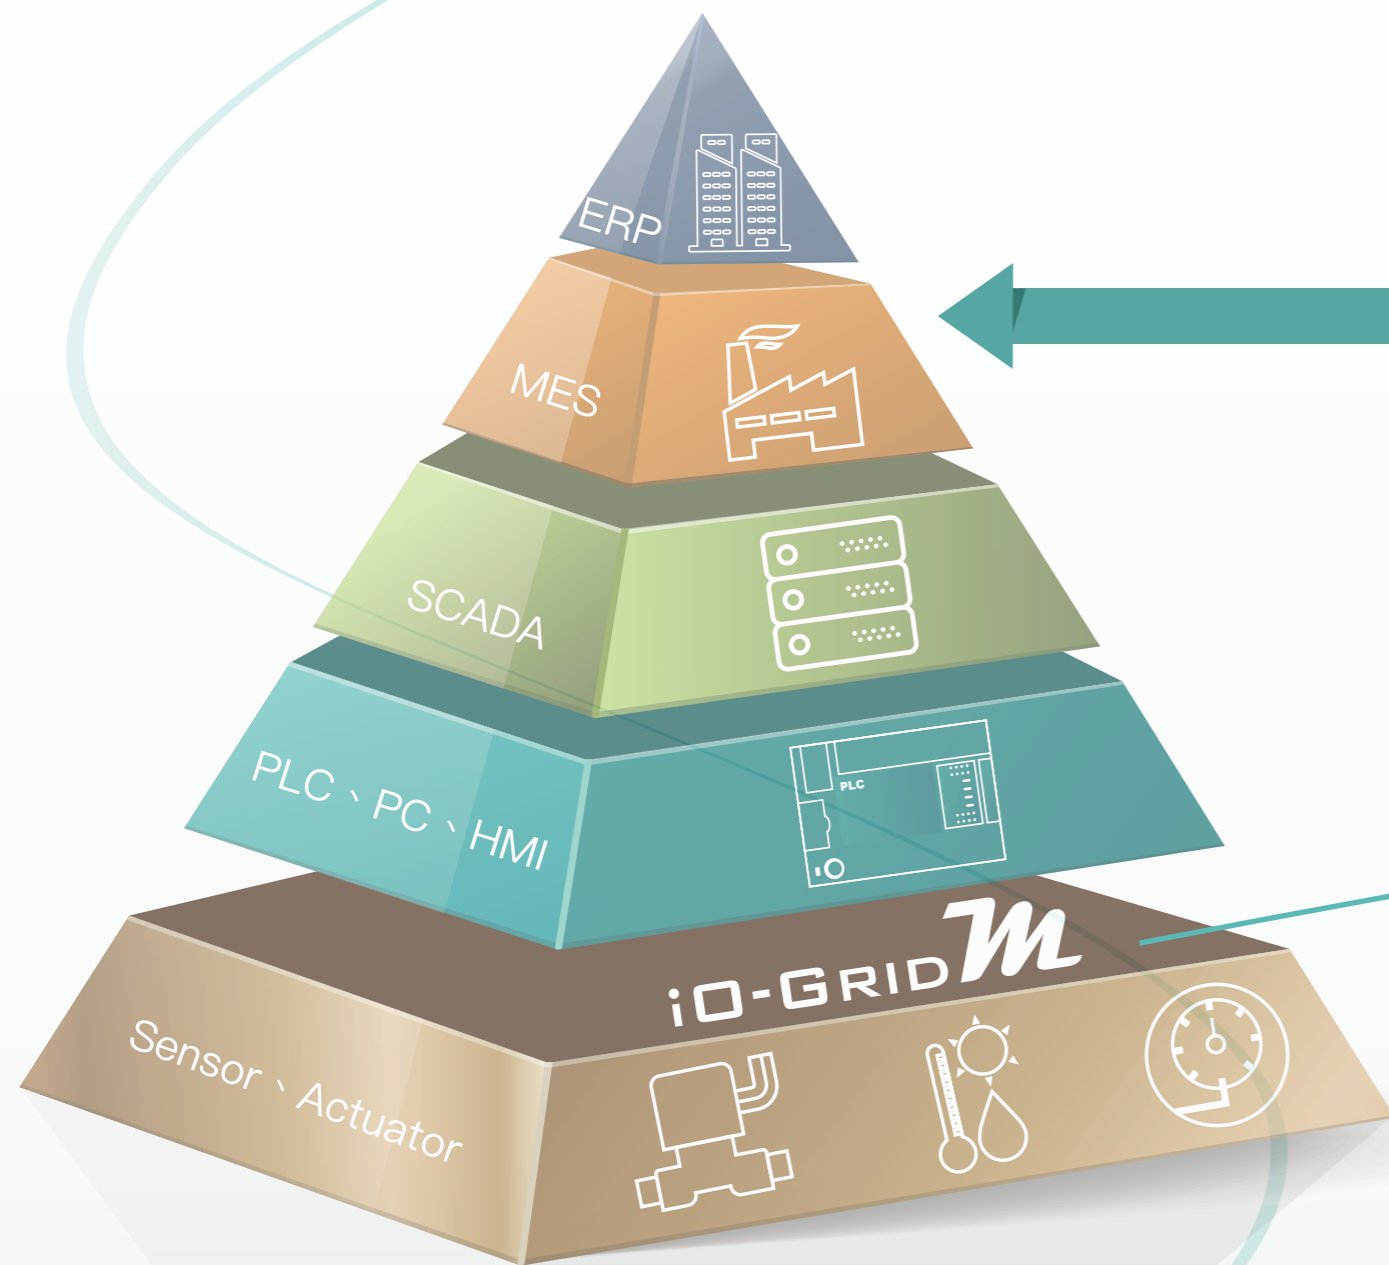 ERP
MES
SCADA
PLC、PC、HMI
PLC
iO-GRID M
Sensor、Actuator